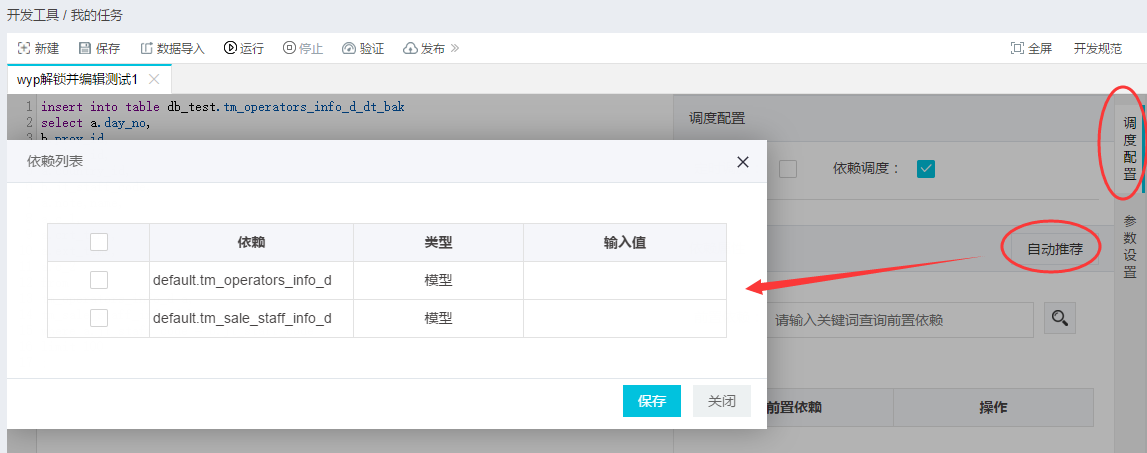 开发工具 / 我的任务
新建 保存 数据导入 运行 停止 验证 发布 全屏 开发规范
wyp解锁并编辑测试1
1 insert into table db_test.tm_operators_info_d_dt_bak
2 select a.day_no,
3 b.prov_id
调度配置
依赖调度：
调度配置
参数设置
自动推荐
请输入关键词查询前置依赖
前置依赖 操作
依赖列表
依赖 类型 输入值
default.tm_operators_info_d 模型
default.tm_sale_staff_info_d 模型
保存 关闭